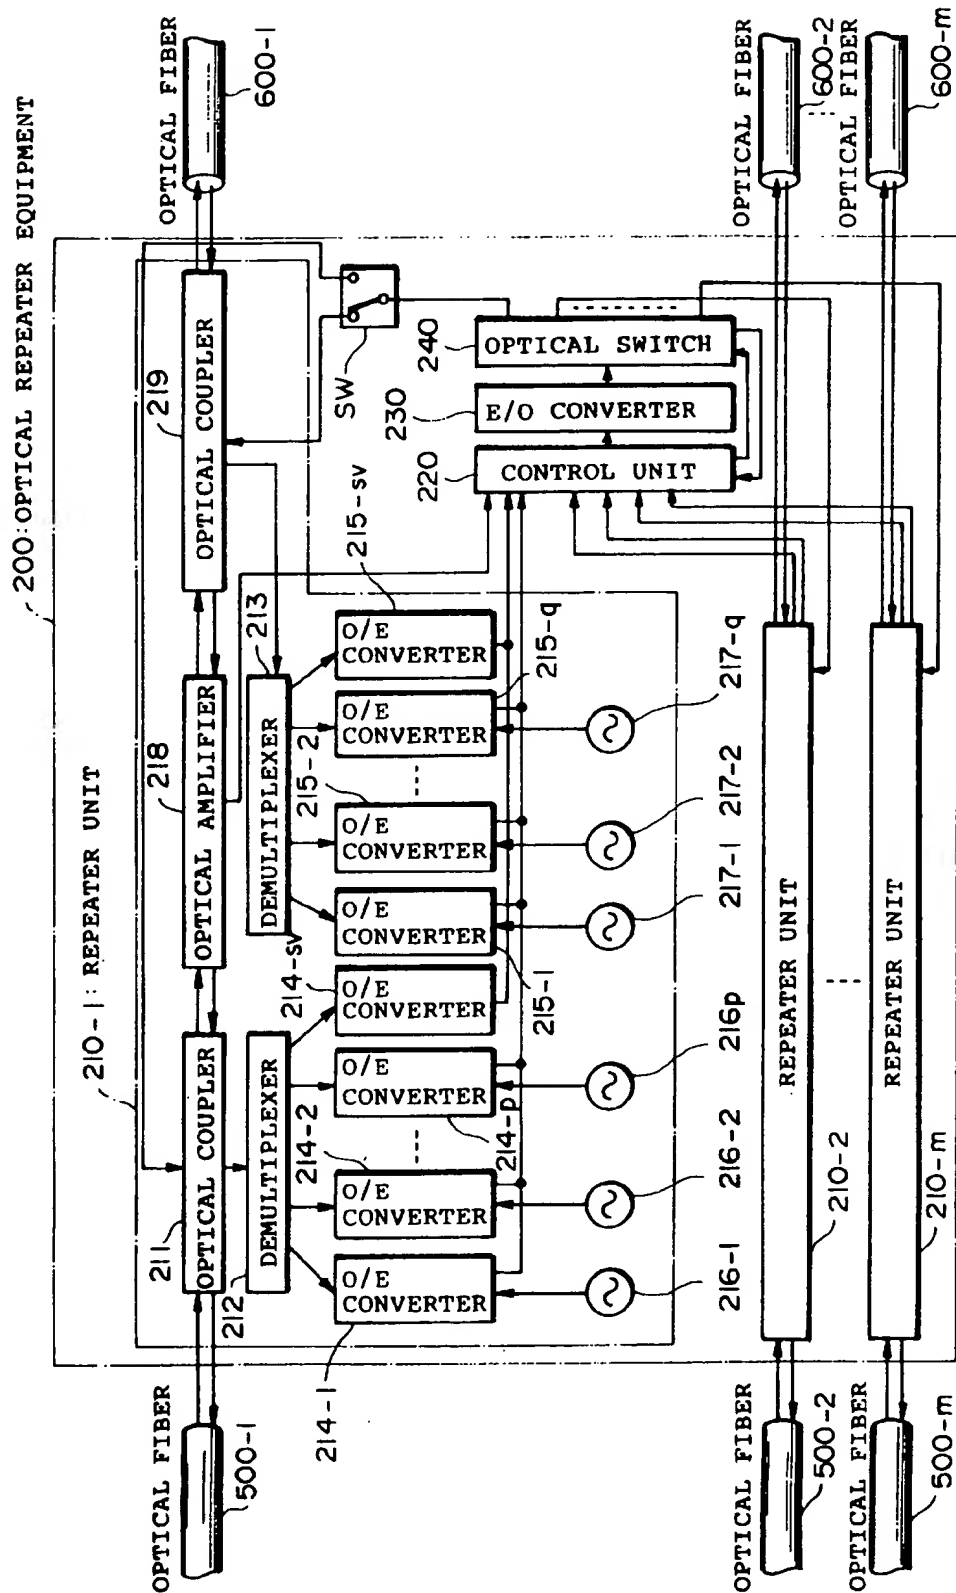 200:OPTICAL REPEATER EQUIPMENT
210-1:REPEATER UNIT
OPTICAL FIBER
500-1
211
OPTICAL COUPLER
218
OPTICAL AMPLIFIER
219
OPTICAL COUPLER
OPTICAL FIBER
600-1
212
DEMULTIPLEXER
214-sv
DEMULTIPLEXER
213
SW
214-1
O/E
CONVERTER
214-2
O/E
CONVERTER
O/E
CONVERTER
214-p
O/E
CONVERTER
O/E
CONVERTER
215-1
215-2
O/E
CONVERTER
O/E
CONVERTER
215-q
O/E
CONVERTER
215-sv
220
CONTROL UNIT
230
E/O CONVERTER
240
OPTICAL SWITCH
216-1
216-2
216p
217-1
217-2
217-q
OPTICAL FIBER
500-2
REPEATER UNIT
210-2
OPTICAL FIBER
600-2
OPTICAL FIBER
500-m
REPEATER UNIT
210-m
OPTICAL FIBER
600-m